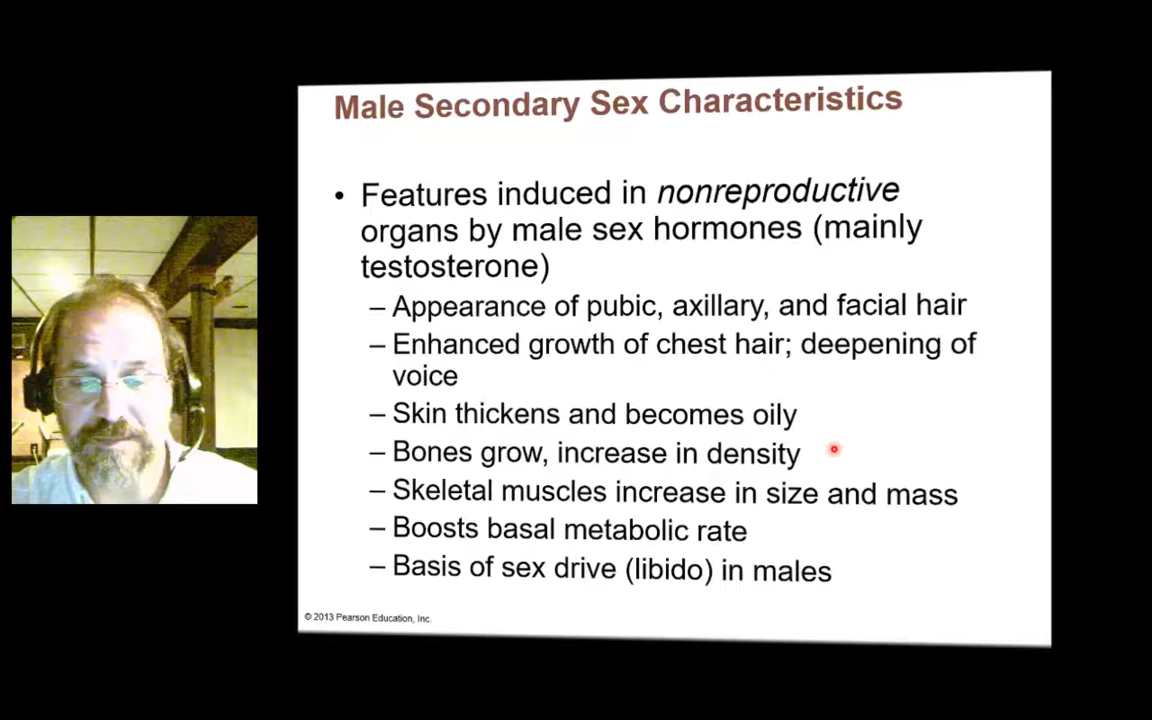 Male Secondary Sex Characteristics
• Features induced in nonreproductive
organs by male sex hormones (mainly
testosterone)
– Appearance of pubic, axillary, and facial hair
– Enhanced growth of chest hair; deepening of
voice
– Skin thickens and becomes oily
– Bones grow, increase in density
– Skeletal muscles increase in size and mass
– Boosts basal metabolic rate
– Basis of sex drive (libido) in males
© 2013 Pearson Education, Inc.